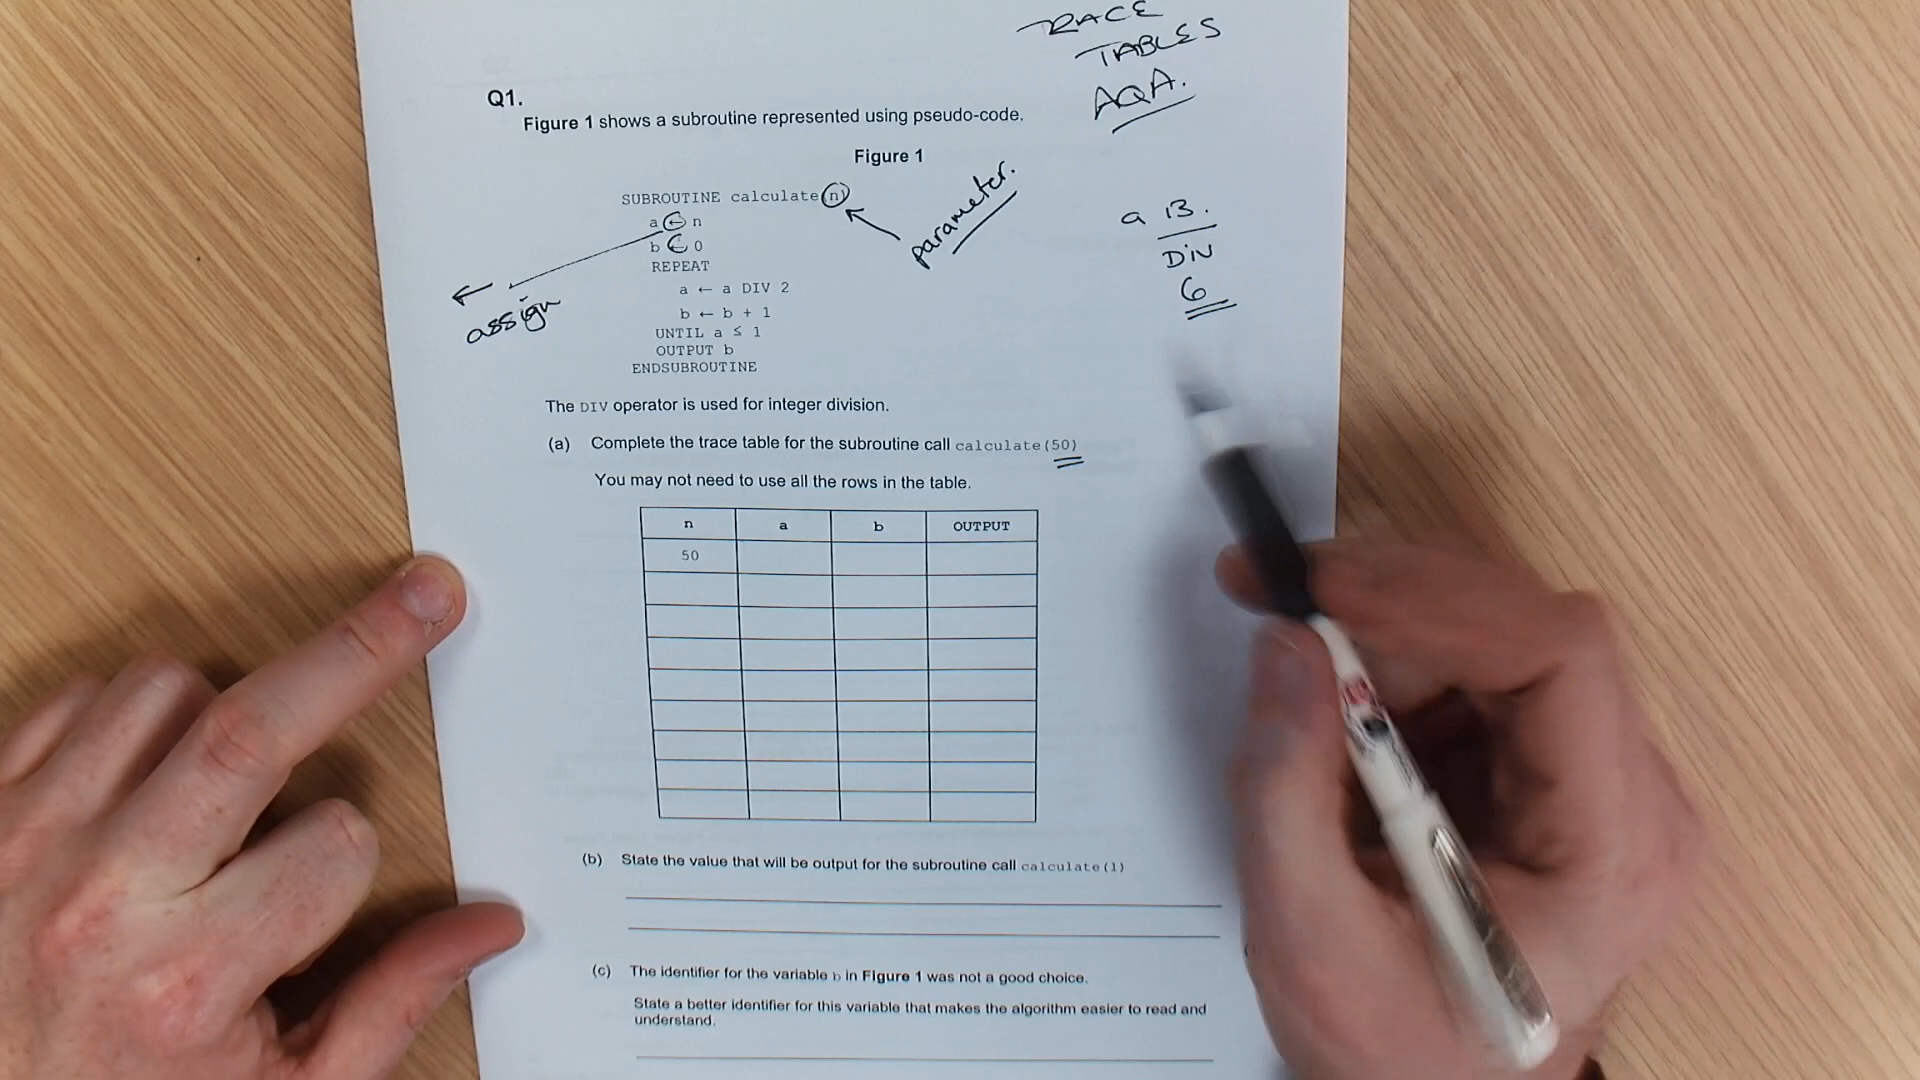 TRACE
TABLES
AQA.
Q1.
Figure 1 shows a subroutine represented using pseudo-code.
Figure 1
SUBROUTINE calculate(n)
a ← n
b ← 0
REPEAT
a ← a DIV 2
b ← b + 1
UNTIL a ≤ 1
OUTPUT b
ENDSUBROUTINE
parameter.
← assign
a 13.
DIV
6
The DIV operator is used for integer division.
(a) Complete the trace table for the subroutine call calculate(50)
You may not need to use all the rows in the table.
n a b OUTPUT
50
(b) State the value that will be output for the subroutine call calculate(1)
(c) The identifier for the variable b in Figure 1 was not a good choice.
State a better identifier for this variable that makes the algorithm easier to read and
understand.